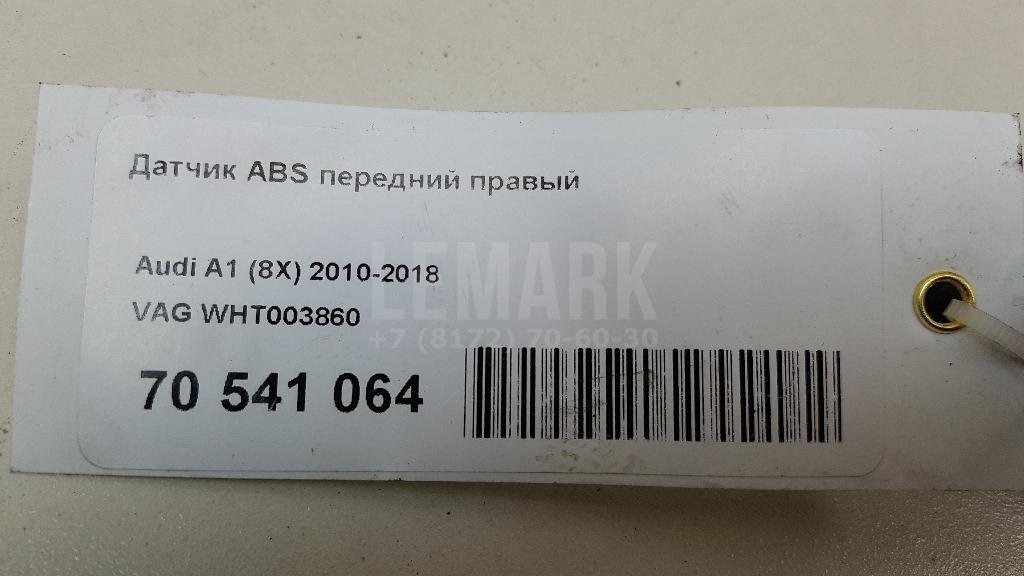 Датчик ABS передний правый
Audi A1 (8X) 2010-2018
LEMARK
VAG WHT003860
+7 (8172) 70-60-30
70 541 064